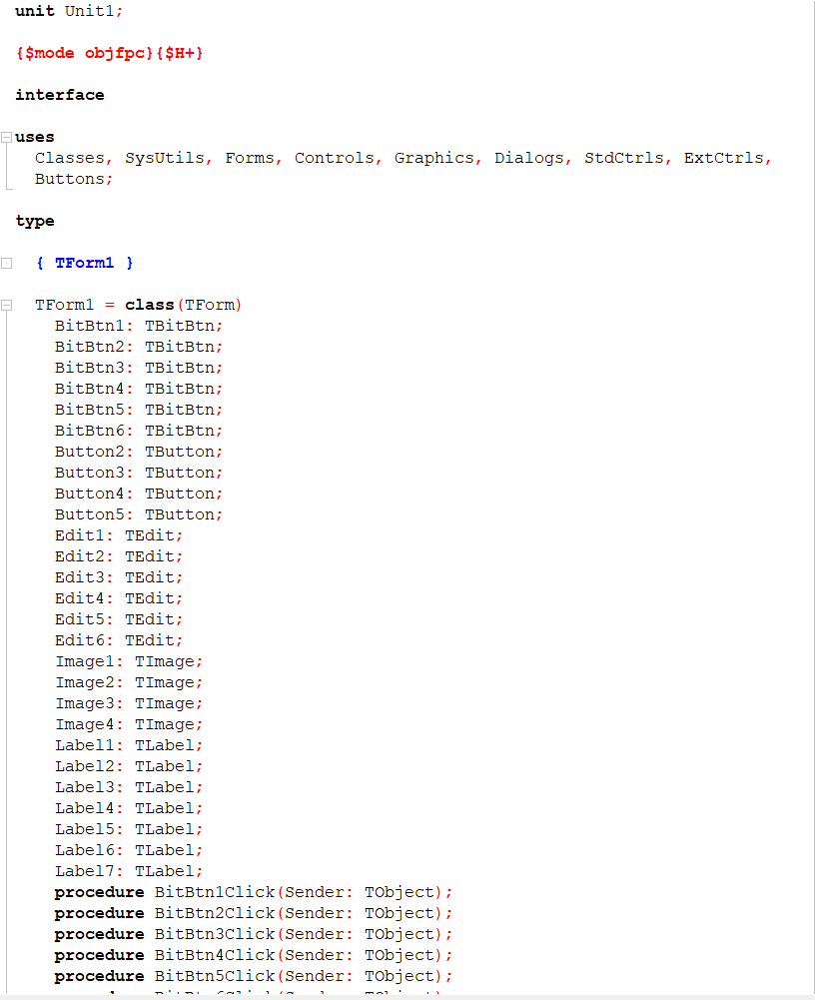 unit Unit1;
{$mode objfpc}{$H+}
interface
uses
Classes, SysUtils, Forms, Controls, Graphics, Dialogs, StdCtrls, ExtCtrls,
Buttons;
type
{ TForm1 }
TForm1 = class(TForm)
BitBtn1: TBitBtn;
BitBtn2: TBitBtn;
BitBtn3: TBitBtn;
BitBtn4: TBitBtn;
BitBtn5: TBitBtn;
BitBtn6: TBitBtn;
Button2: TButton;
Button3: TButton;
Button4: TButton;
Button5: TButton;
Edit1: TEdit;
Edit2: TEdit;
Edit3: TEdit;
Edit4: TEdit;
Edit5: TEdit;
Edit6: TEdit;
Image1: TImage;
Image2: TImage;
Image3: TImage;
Image4: TImage;
Label1: TLabel;
Label2: TLabel;
Label3: TLabel;
Label4: TLabel;
Label5: TLabel;
Label6: TLabel;
Label7: TLabel;
procedure BitBtn1Click(Sender: TObject);
procedure BitBtn2Click(Sender: TObject);
procedure BitBtn3Click(Sender: TObject);
procedure BitBtn4Click(Sender: TObject);
procedure BitBtn5Click(Sender: TObject);